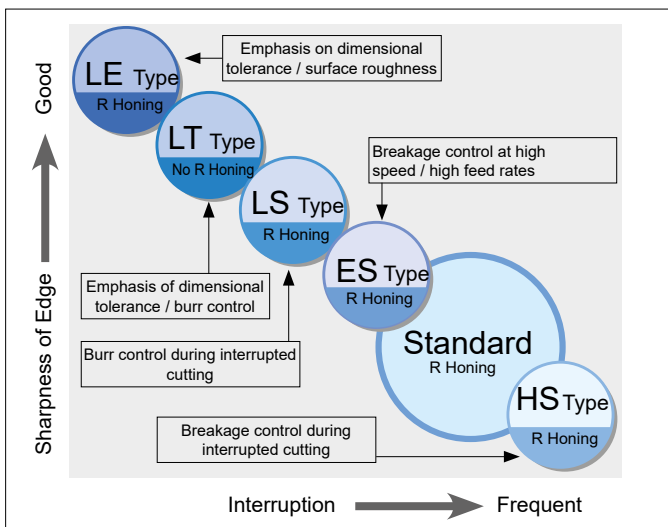 Emphasis on dimensional
tolerance / surface roughness
LE Type
R Honing
LT Type
No R Honing
Breakage control at high
speed / high feed rates
LS Type
R Honing
ES Type
R Honing
Emphasis of dimensional
tolerance / burr control
Burr control during interrupted
cutting
Standard
R Honing
HS Type
R Honing
Breakage control during
interrupted cutting
Good
Sharpness of Edge
Interruption
Frequent